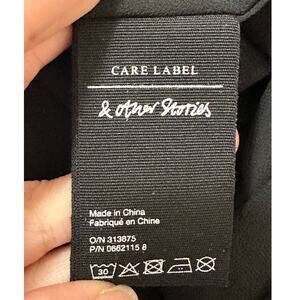 CARE LABEL
& other Stories
Made in China
Fabriqué en Chine
O/N 313875
P/N 0662115 8
30